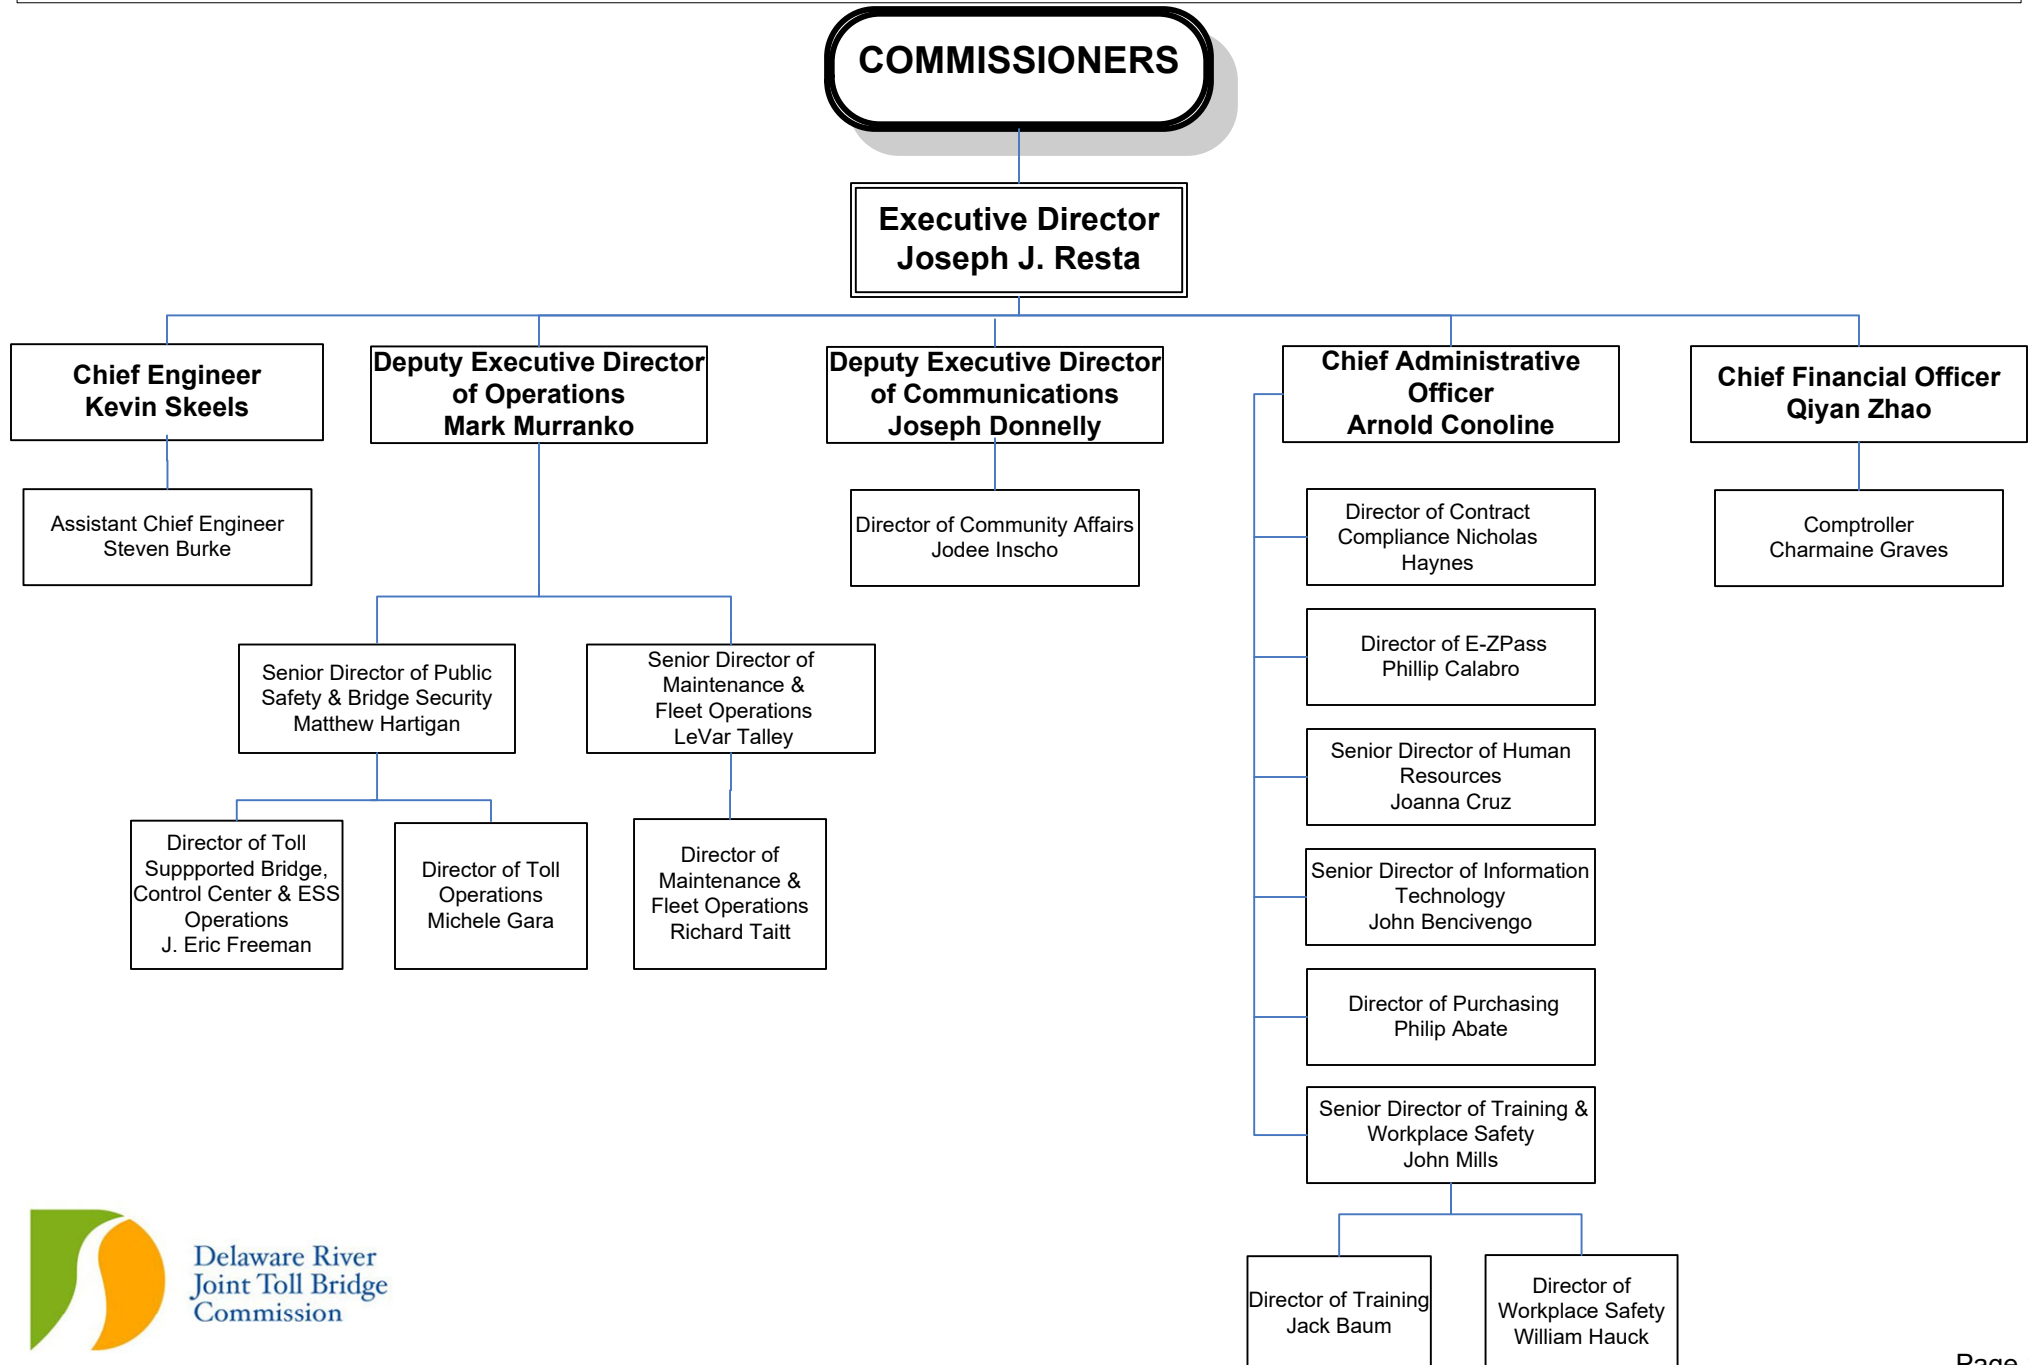 COMMISSIONERS
Executive Director
Joseph J. Resta
Chief Engineer
Kevin Skeels
Deputy Executive Director
of Operations
Mark Murranko
Deputy Executive Director
of Communications
Joseph Donnelly
Chief Administrative
Officer
Arnold Conoline
Chief Financial Officer
Qiyan Zhao
Assistant Chief Engineer
Steven Burke
Director of Community Affairs
Jodee Inscho
Director of Contract
Compliance Nicholas
Haynes
Comptroller
Charmaine Graves
Director of E-ZPass
Phillip Calabro
Senior Director of Public
Safety & Bridge Security
Matthew Hartigan
Senior Director of
Maintenance &
Fleet Operations
LeVar Talley
Senior Director of Human
Resources
Joanna Cruz
Director of Toll
Suppported Bridge,
Control Center & ESS
Operations
J. Eric Freeman
Director of Toll
Operations
Michele Gara
Director of
Maintenance &
Fleet Operations
Richard Taitt
Senior Director of Information
Technology
John Bencivengo
Director of Purchasing
Philip Abate
Senior Director of Training &
Workplace Safety
John Mills
Director of Training
Jack Baum
Director of
Workplace Safety
William Hauck
Delaware River
Joint Toll Bridge
Commission
Page